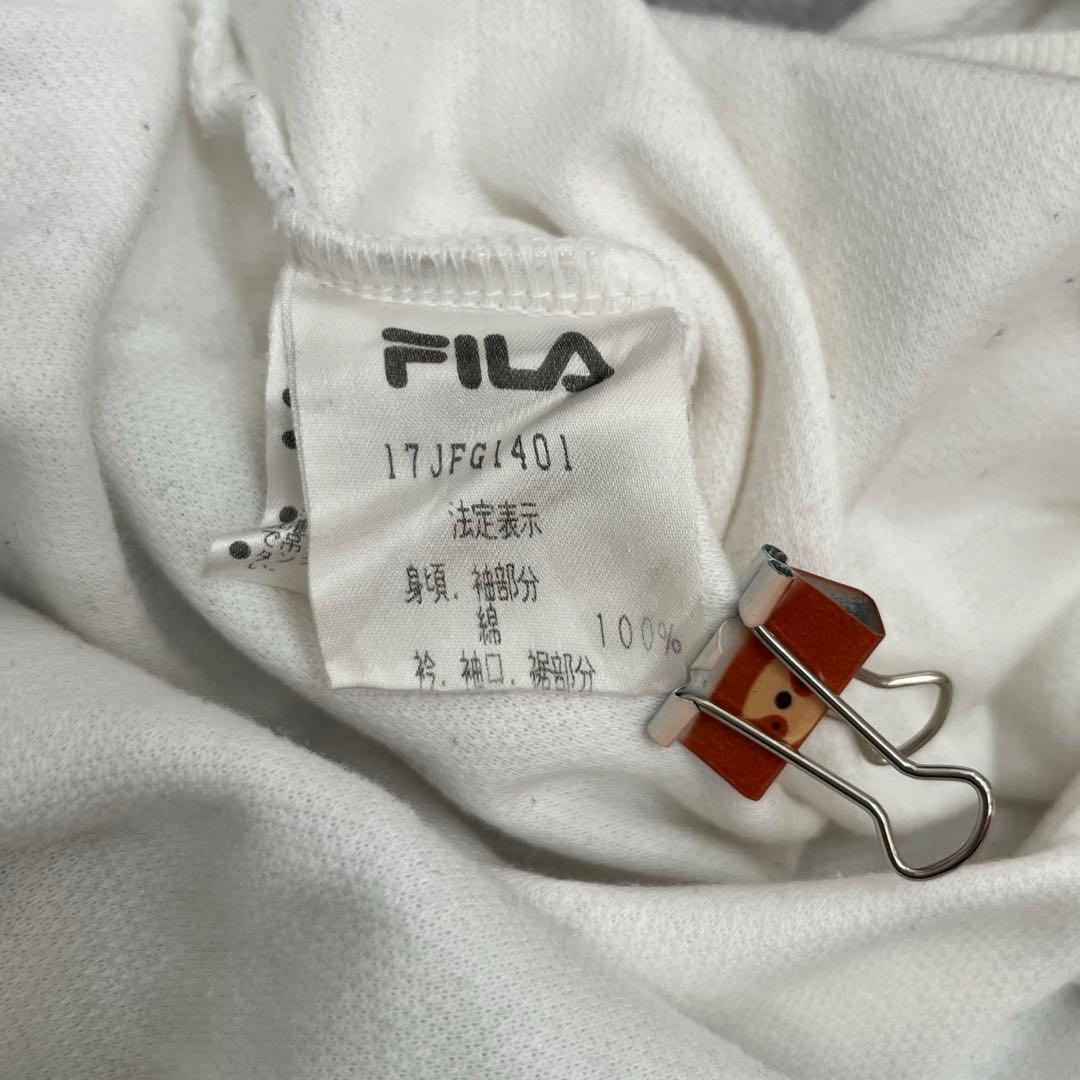 FILA
17JFG1401
法定表示
身頃.袖部分
綿
100%
衿.袖口.裾部分